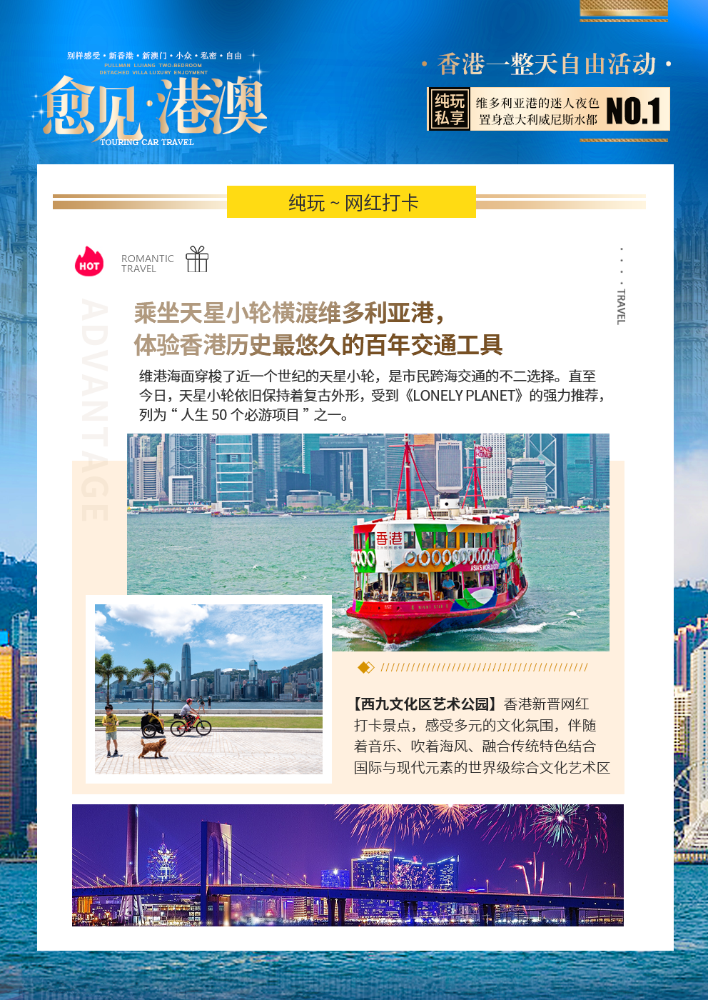 别样感受•新香港•新澳门•小众•私密•自由
PULLMAN LIJIANG TWO-BEDROOM
DETACHED VILLA LUXURY ENJOYMENT
愈见·港澳
TOURING CAR TRAVEL
•香港一整天自由活动•
纯玩
私享
维多利亚港的迷人夜色
置身意大利威尼斯水都
NO.1
纯玩 ~ 网红打卡
HOT
ROMANTIC
TRAVEL
• • • • TRAVEL
ADVANTAGE
乘坐天星小轮横渡维多利亚港，
体验香港历史最悠久的百年交通工具
维港海面穿梭了近一个世纪的天星小轮，是市民跨海交通的不二选择。直至
今日，天星小轮依旧保持着复古外形，受到《LONELY PLANET》的强力推荐，
列为“人生 50 个必游项目”之一。
HONG KONG
香港
ASIA'S WORLD CITY
NIGHT STAR
【西九文化区艺术公园】香港新晋网红
打卡景点，感受多元的文化氛围，伴随
着音乐、吹着海风、融合传统特色结合
国际与现代元素的世界级综合文化艺术区